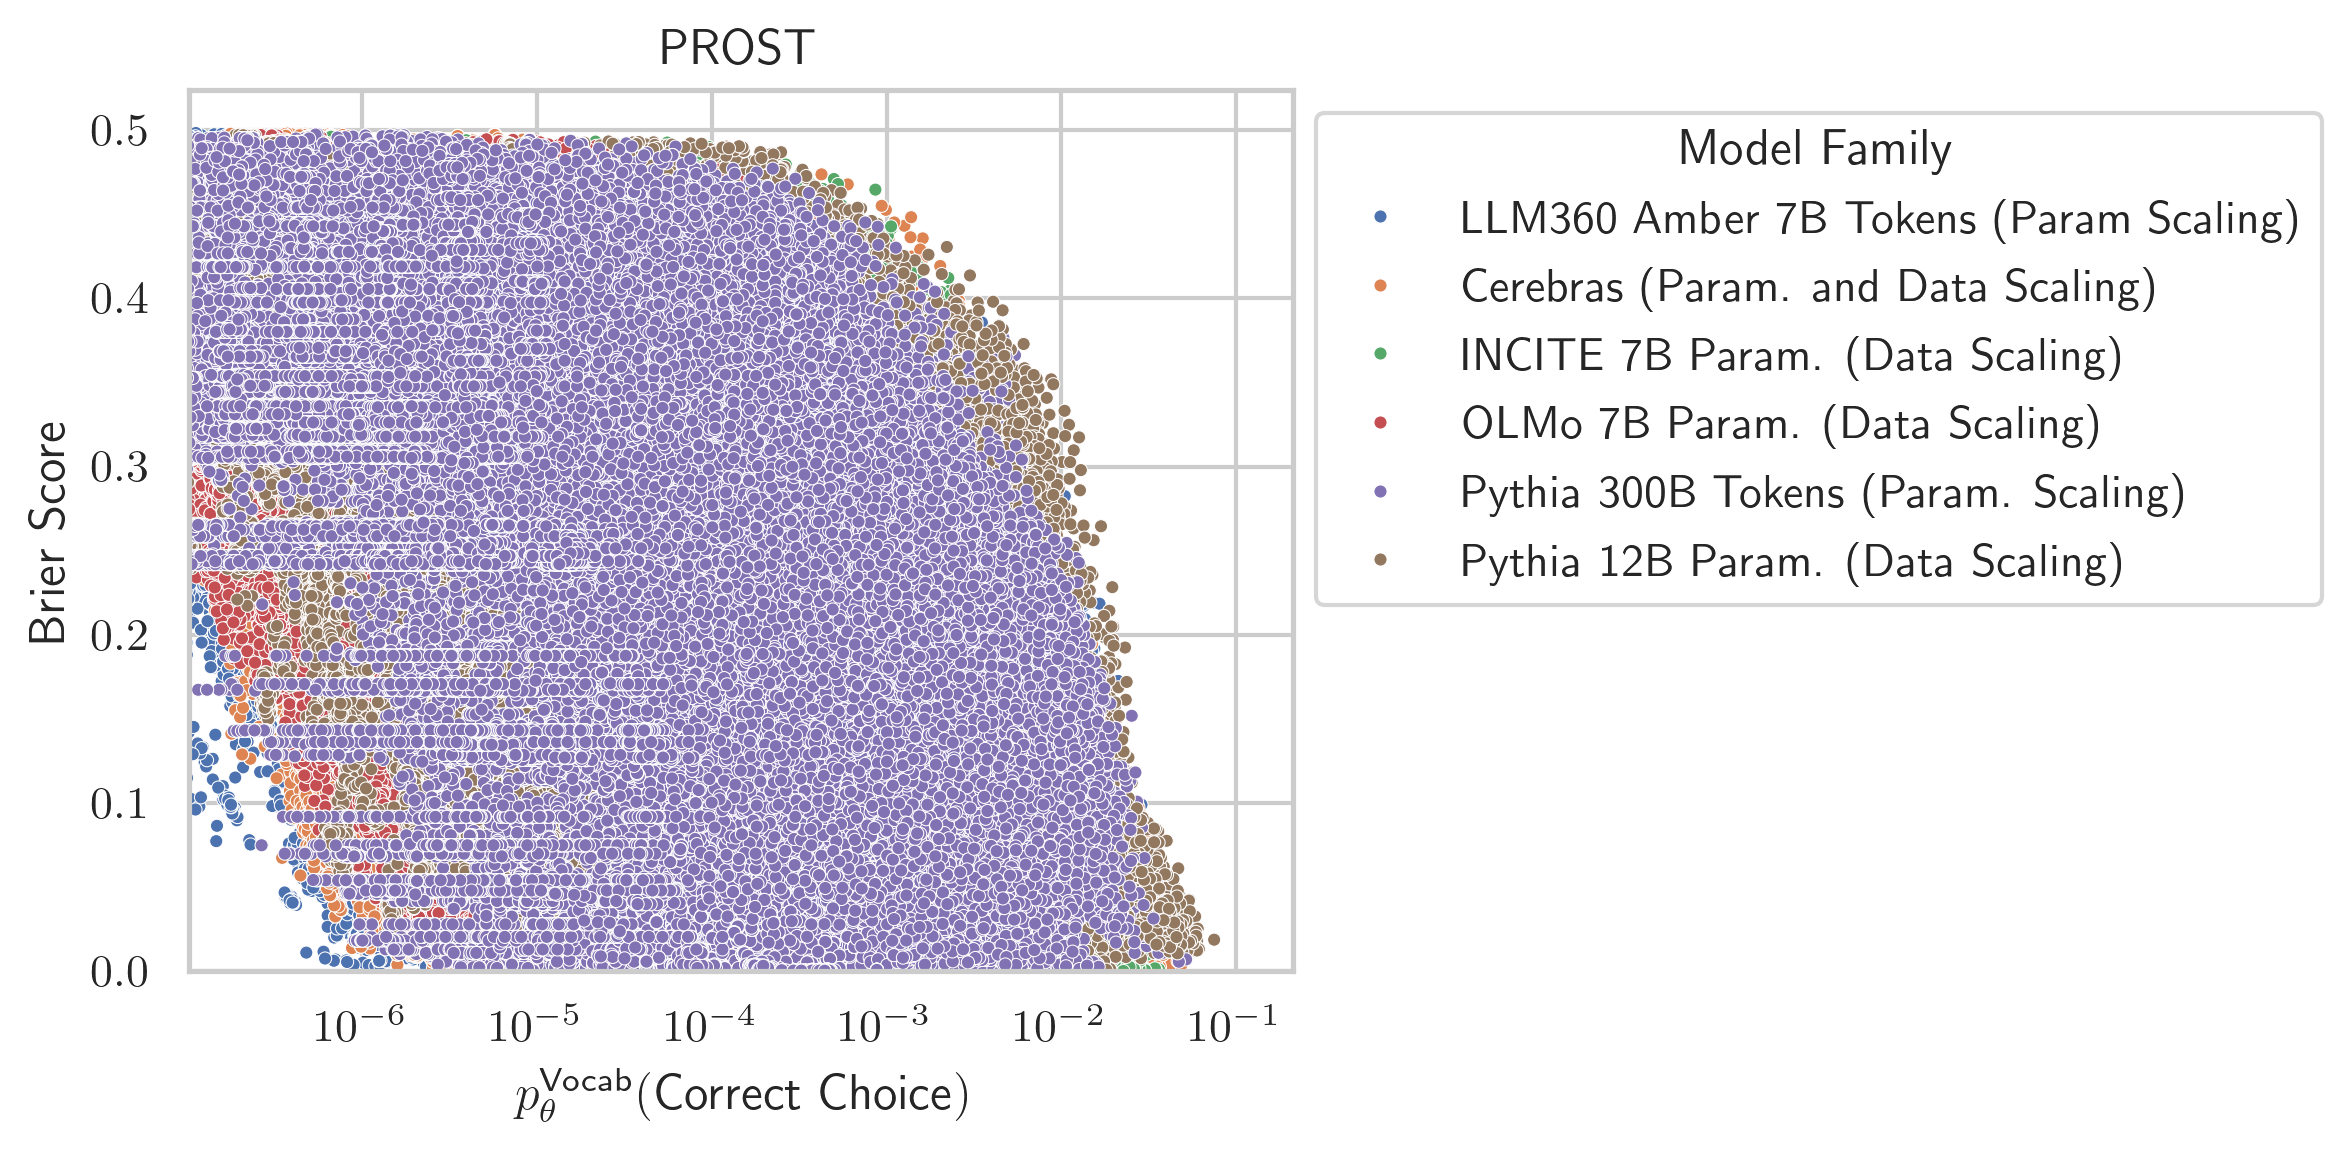 PROST
0.5
0.4
0.3
0.2
0.1
0.0
Brier Score
10⁻⁶ 10⁻⁵ 10⁻⁴ 10⁻³ 10⁻² 10⁻¹
p_θ^Vocab(Correct Choice)
Model Family
LLM360 Amber 7B Tokens (Param Scaling)
Cerebras (Param. and Data Scaling)
INCITE 7B Param. (Data Scaling)
OLMo 7B Param. (Data Scaling)
Pythia 300B Tokens (Param. Scaling)
Pythia 12B Param. (Data Scaling)